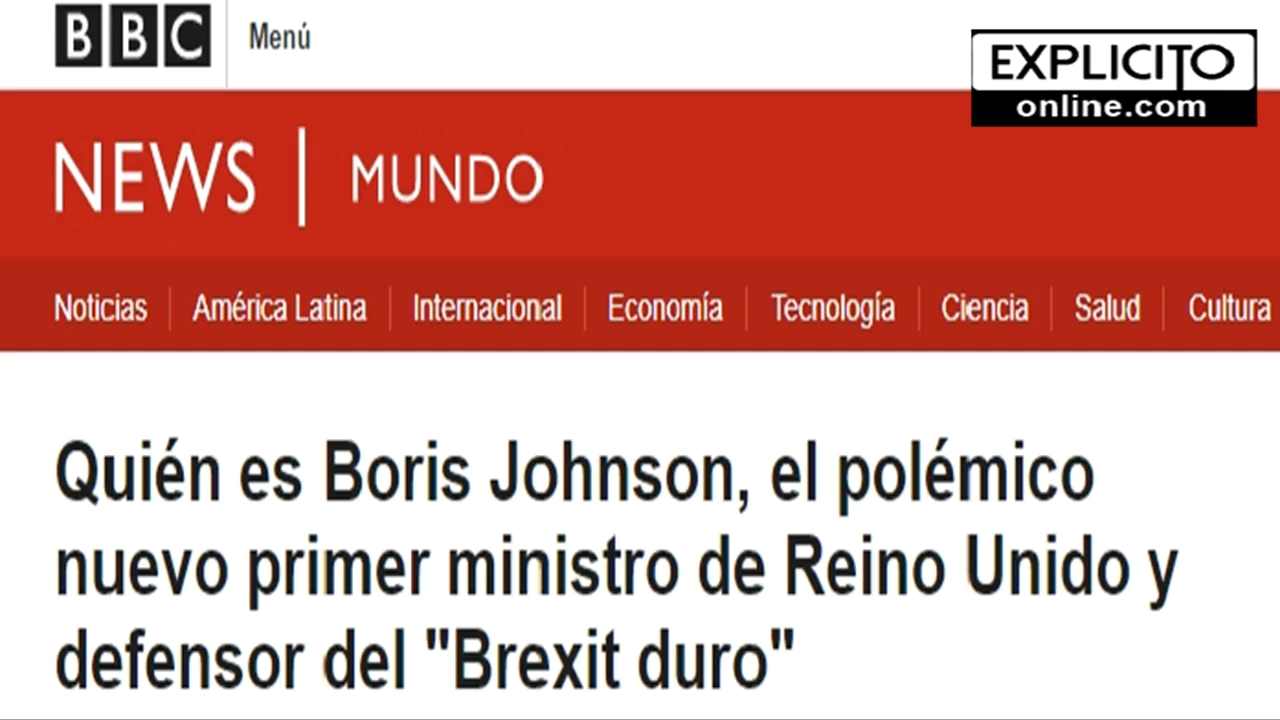 BBC Menú
EXPLICITO
online.com
NEWS | MUNDO
Noticias América Latina Internacional Economía Tecnología Ciencia Salud Cultura
Quién es Boris Johnson, el polémico
nuevo primer ministro de Reino Unido y
defensor del "Brexit duro"